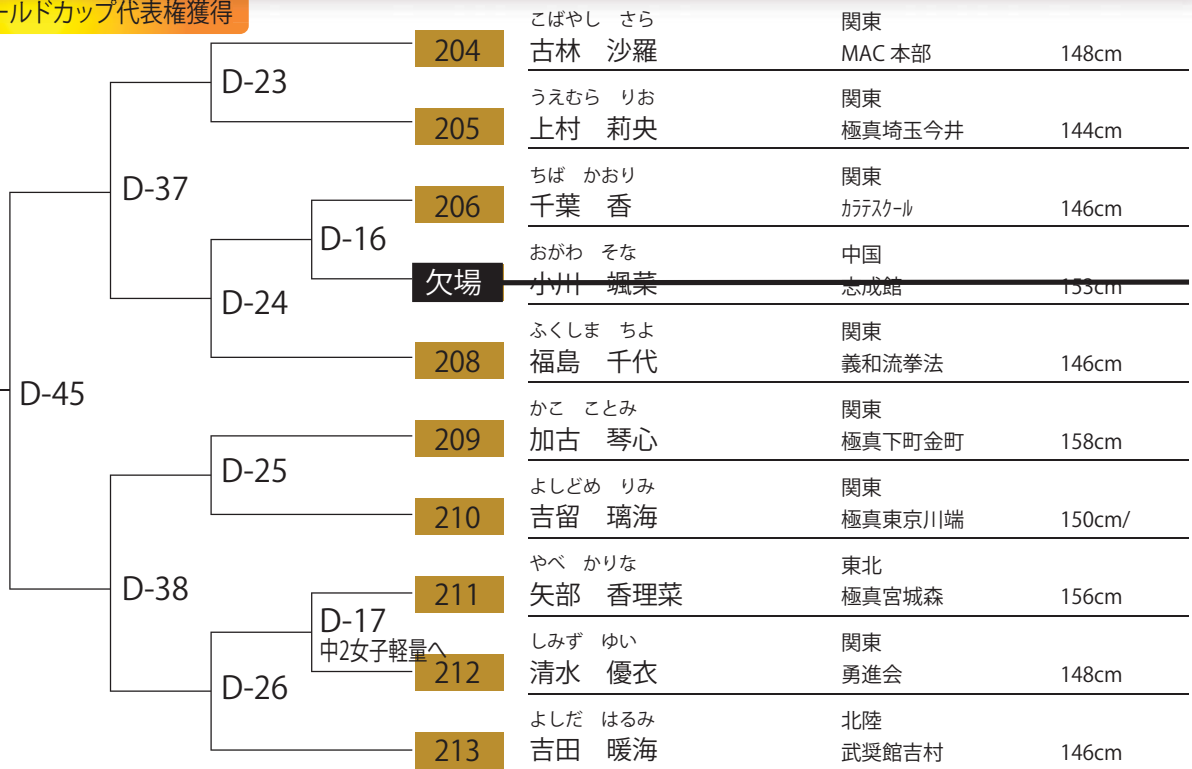 ールドカップ代表権獲得
D-23
D-37
D-16
D-24
D-45
D-25
D-38
D-17
中2女子軽量へ
D-26
204
こばやし さら
古林 沙羅
関東
MAC 本部
148cm
205
うえむら りお
上村 莉央
関東
極真埼玉今井
144cm
206
ちば かおり
千葉 香
関東
ｶﾗﾃｽｸｰﾙ
146cm
欠場
おがわ そな
小川 颯菜
中国
志成館
153cm
208
ふくしま ちよ
福島 千代
関東
義和流拳法
146cm
209
かこ ことみ
加古 琴心
関東
極真下町金町
158cm
210
よしどめ りみ
吉留 璃海
関東
極真東京川端
150cm/
211
やべ かりな
矢部 香理菜
東北
極真宮城森
156cm
212
しみず ゆい
清水 優衣
関東
勇進会
148cm
213
よしだ はるみ
吉田 暖海
北陸
武奨館吉村
146cm